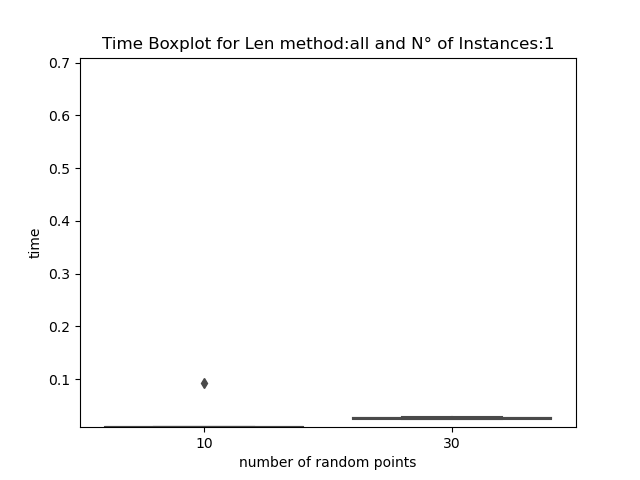 Time Boxplot for Len method:all and N° of Instances:1
0.7
0.6
0.5
0.4
0.3
0.2
0.1
time
10 30
number of random points